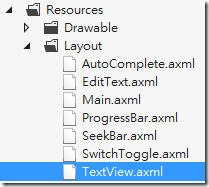 Resources
Drawable
Layout
AutoComplete.axml
EditText.axml
Main.axml
ProgressBar.axml
SeekBar.axml
SwitchToggle.axml
TextView.axml